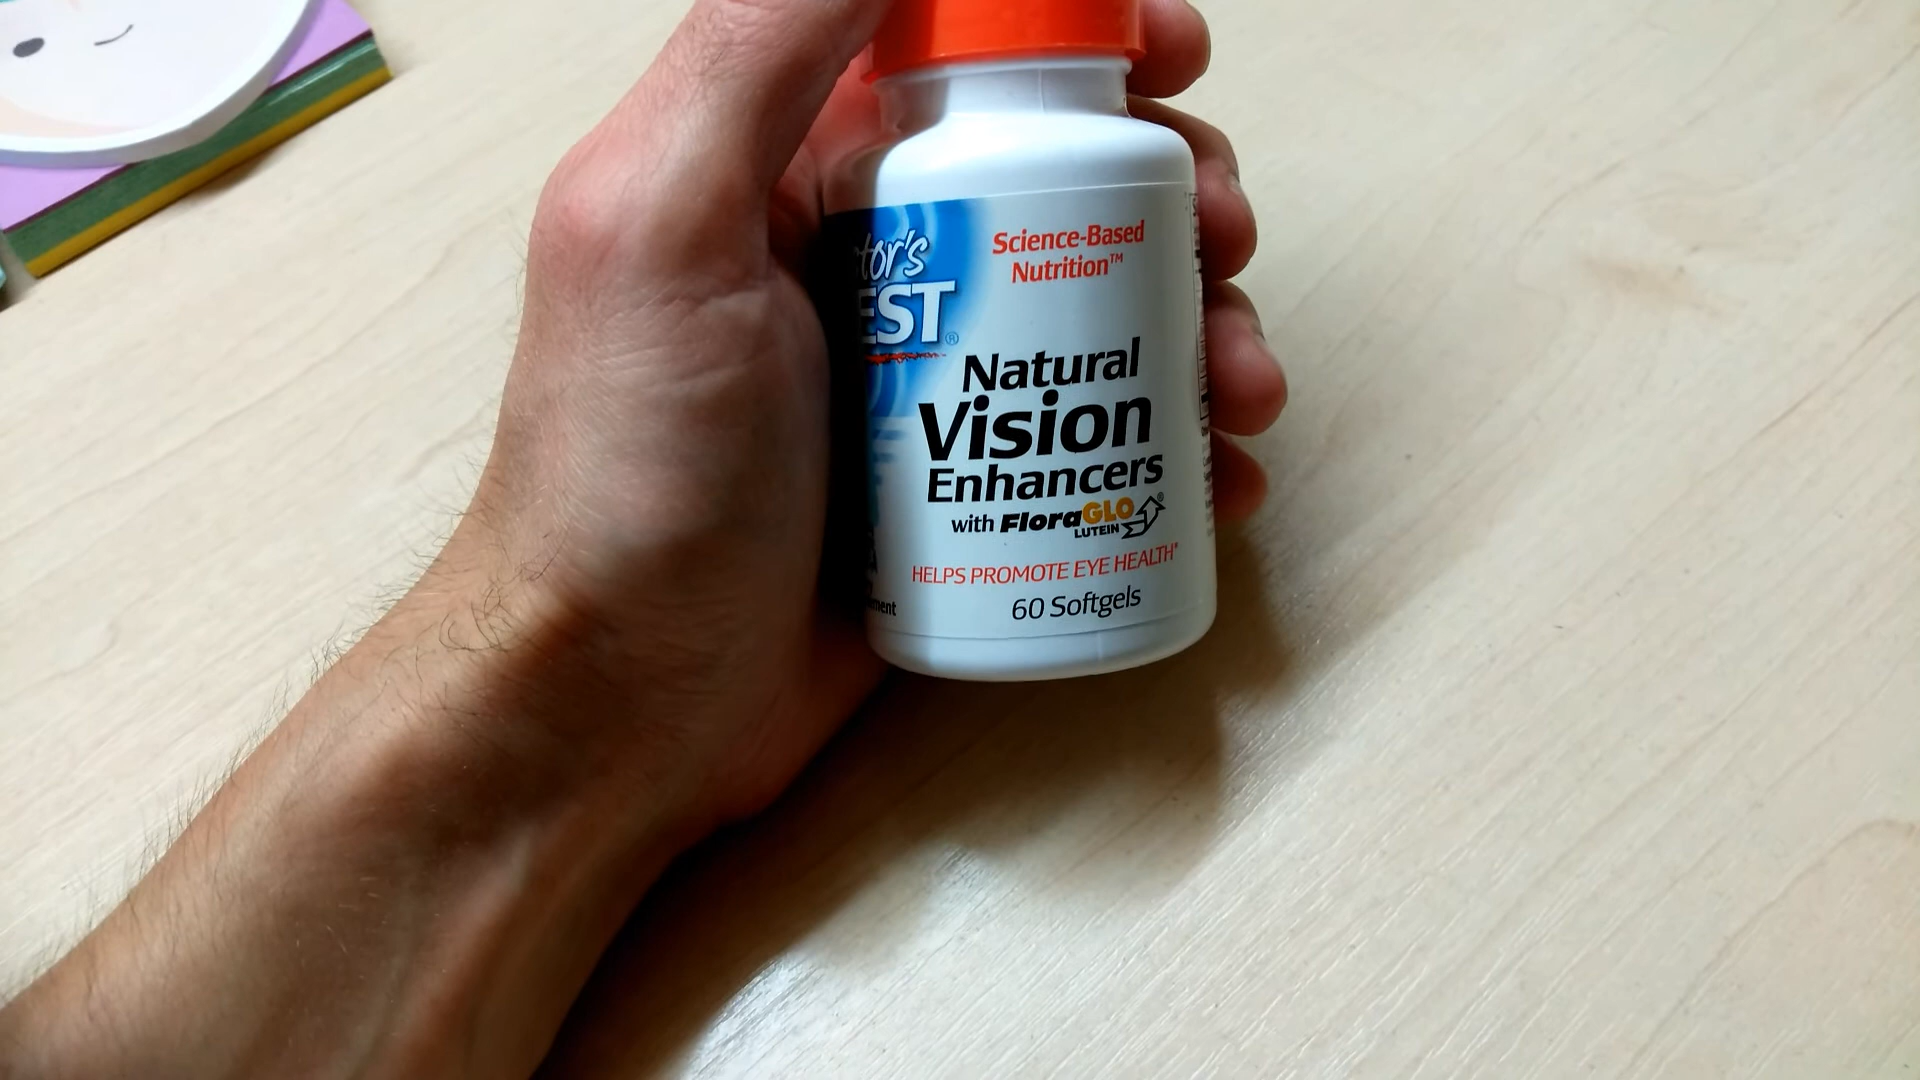 Science-Based
Nutrition™
Natural
Vision
Enhancers
with FloraGLO®
LUTEIN
HELPS PROMOTE EYE HEALTH*
60 Softgels